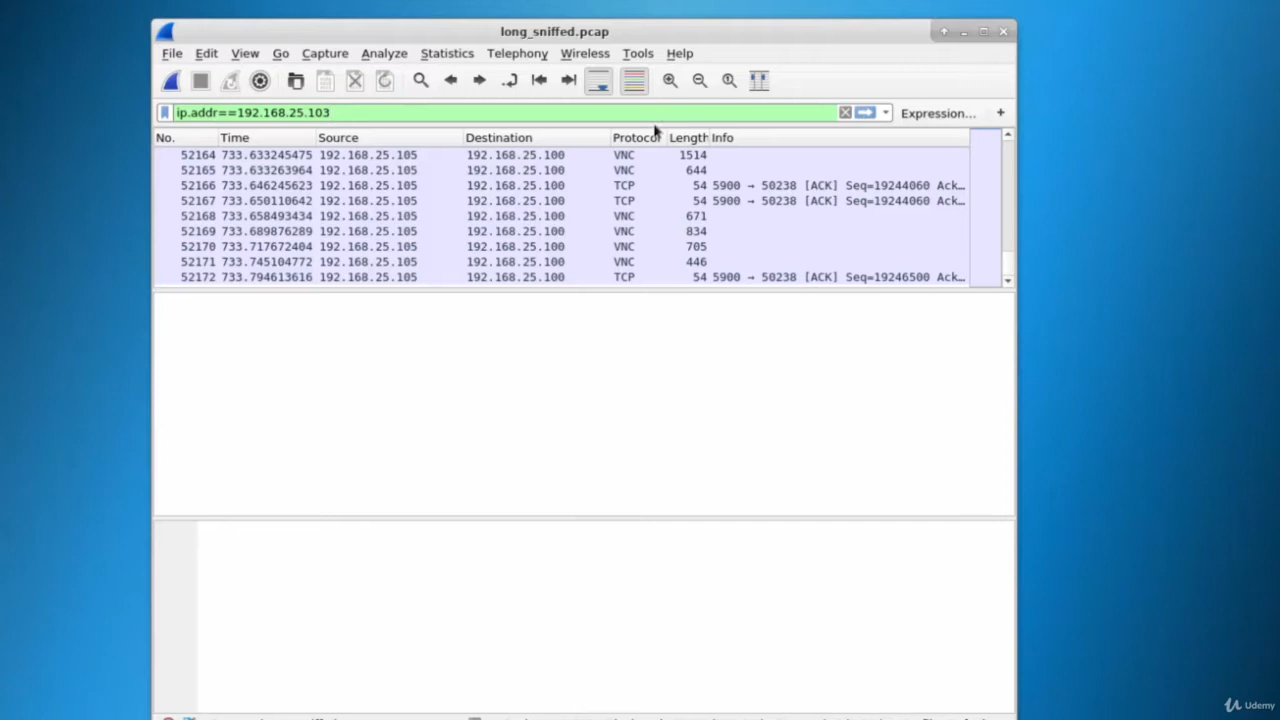 long_sniffed.pcap
File Edit View Go Capture Analyze Statistics Telephony Wireless Tools Help
ip.addr==192.168.25.103 Expression... +
No. Time Source Destination Protocol Length Info
52164 733.633245475 192.168.25.105 192.168.25.100 VNC 1514
52165 733.633263964 192.168.25.105 192.168.25.100 VNC 644
52166 733.646245623 192.168.25.105 192.168.25.100 TCP 54 5900 → 50238 [ACK] Seq=19244060 Ack…
52167 733.650110642 192.168.25.105 192.168.25.100 TCP 54 5900 → 50238 [ACK] Seq=19244060 Ack…
52168 733.658493434 192.168.25.105 192.168.25.100 VNC 671
52169 733.689876289 192.168.25.105 192.168.25.100 VNC 834
52170 733.717672404 192.168.25.105 192.168.25.100 VNC 705
52171 733.745104772 192.168.25.105 192.168.25.100 VNC 446
52172 733.794613616 192.168.25.105 192.168.25.100 TCP 54 5900 → 50238 [ACK] Seq=19246500 Ack…
Udemy